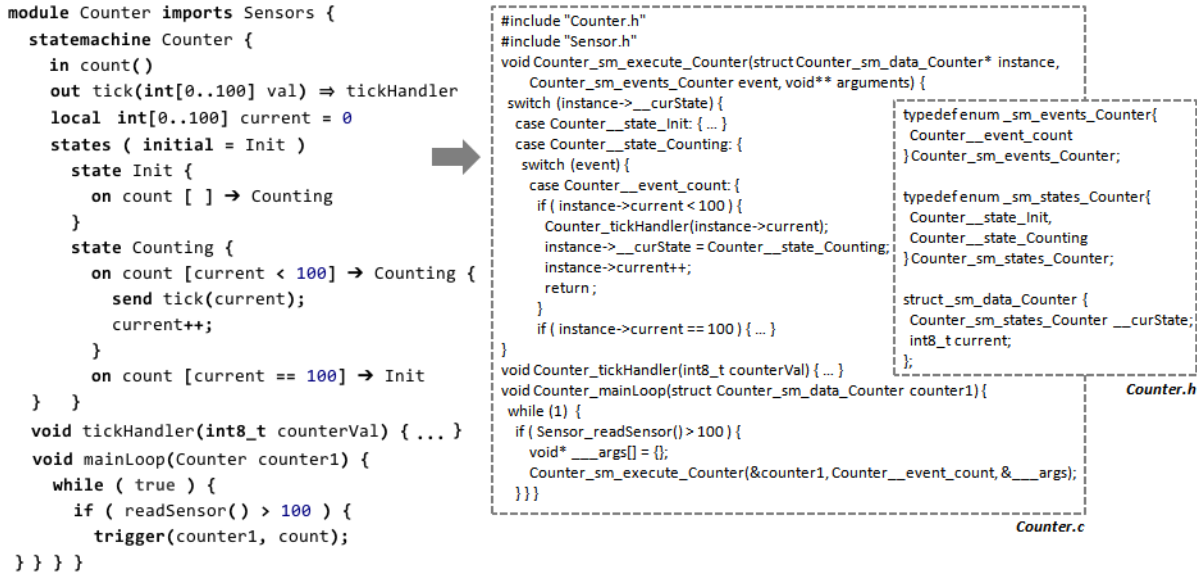 module Counter imports Sensors {
statemachine Counter {
in count()
out tick(int[0..100] val) ⇒ tickHandler
local int[0..100] current = 0
states ( initial = Init )
state Init {
on count [ ] → Counting
}
state Counting {
on count [current < 100] → Counting {
send tick(current);
current++;
}
on count [current == 100] → Init
} }
void tickHandler(int8_t counterVal) { ... }
void mainLoop(Counter counter1) {
while ( true ) {
if ( readSensor() > 100 ) {
trigger(counter1, count);
} } } }
#include "Counter.h"
#include "Sensor.h"
void Counter_sm_execute_Counter(struct Counter_sm_data_Counter* instance,
Counter_sm_events_Counter event, void** arguments) {
switch (instance->__curState) {
case Counter__state_Init: { ... }
case Counter__state_Counting: {
switch (event) {
case Counter__event_count: {
if ( instance->current < 100 ) {
Counter_tickHandler(instance->current);
instance->__curState = Counter__state_Counting;
instance->current++;
return ;
}
if ( instance->current == 100 ) { ... }
}
void Counter_tickHandler(int8_t counterVal) { ... }
void Counter_mainLoop(struct Counter_sm_data_Counter counter1) {
while (1) {
if ( Sensor_readSensor() > 100 ) {
void* ___args[] = {};
Counter_sm_execute_Counter(&counter1, Counter__event_count, &___args);
} } }
Counter.c
typedef enum _sm_events_Counter{
Counter__event_count
} Counter_sm_events_Counter;
typedef enum _sm_states_Counter{
Counter__state_Init,
Counter__state_Counting
} Counter_sm_states_Counter;
struct _sm_data_Counter {
Counter_sm_states_Counter __curState;
int8_t current;
};
Counter.h